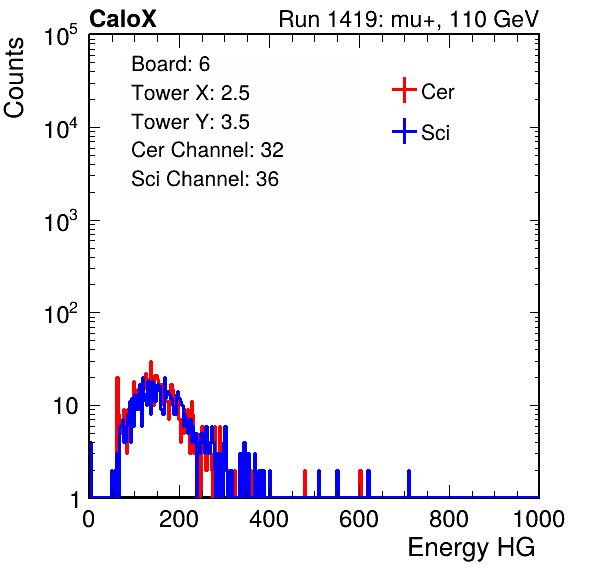 CaloX Run 1419: mu+, 110 GeV
Counts
10^5
10^4
10^3
10^2
10
1
Board: 6
Tower X: 2.5
Tower Y: 3.5
Cer Channel: 32
Sci Channel: 36
Cer
Sci
0 200 400 600 800 1000
Energy HG